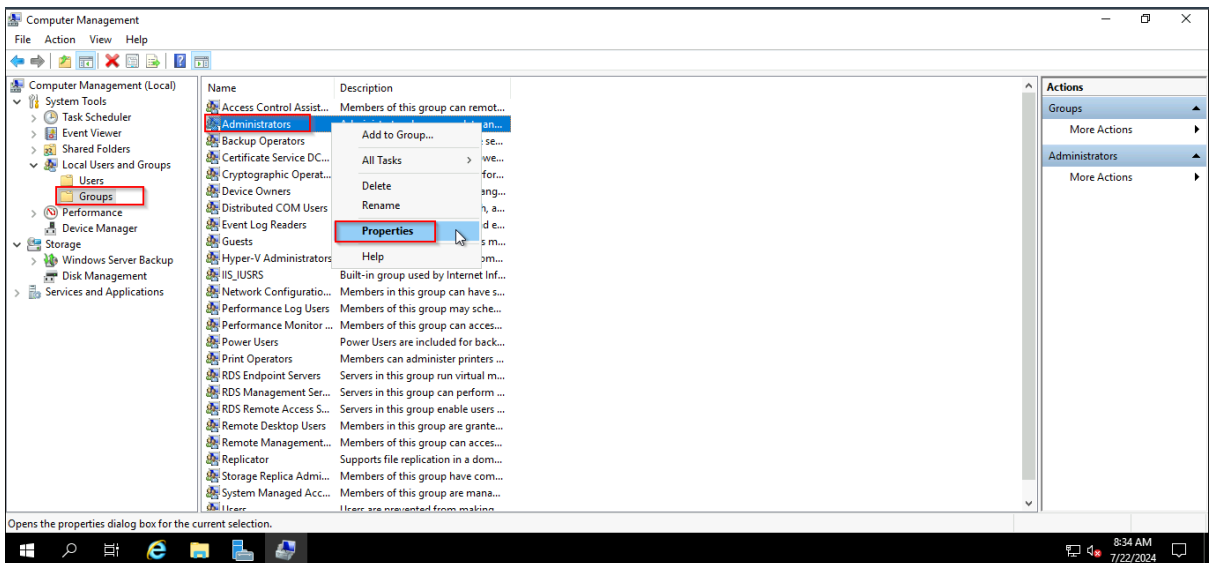 Computer Management
File Action View Help
Computer Management (Local)
System Tools
Task Scheduler
Event Viewer
Shared Folders
Local Users and Groups
Users
Groups
Performance
Device Manager
Storage
Windows Server Backup
Disk Management
Services and Applications
Name Description
Access Control Assist... Members of this group can remot...
Administrators
Backup Operators se...
Certificate Service DC... we...
Cryptographic Operat... for...
Device Owners ang...
Distributed COM Users n, a...
Event Log Readers d e...
Guests s m...
Hyper-V Administrators om...
IIS_IUSRS Built-in group used by Internet Inf...
Network Configuratio... Members in this group can have s...
Performance Log Users Members of this group may sche...
Performance Monitor ... Members of this group can acces...
Power Users Power Users are included for back...
Print Operators Members can administer printers ...
RDS Endpoint Servers Servers in this group run virtual m...
RDS Management Ser... Servers in this group can perform ...
RDS Remote Access S... Servers in this group enable users ...
Remote Desktop Users Members in this group are grante...
Remote Management... Members of this group can acces...
Replicator Supports file replication in a dom...
Storage Replica Admi... Members of this group have com...
System Managed Acc... Members of this group are mana...
Users Users are prevented from making
Add to Group...
All Tasks
Delete
Rename
Properties
Help
Actions
Groups
More Actions
Administrators
More Actions
Opens the properties dialog box for the current selection.
8:34 AM
7/22/2024